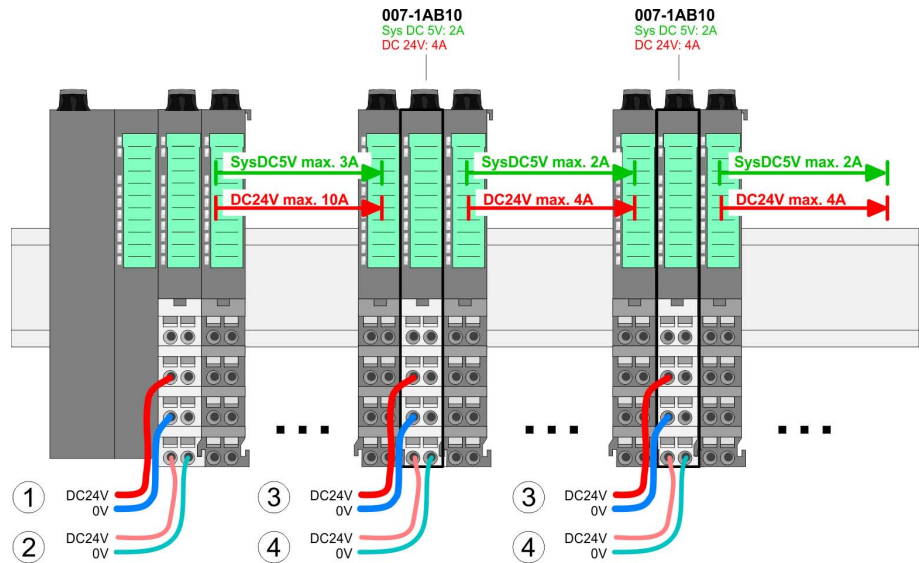 007-1AB10
Sys DC 5V: 2A
DC 24V: 4A
007-1AB10
Sys DC 5V: 2A
DC 24V: 4A
SysDC5V max. 3A
SysDC5V max. 2A
SysDC5V max. 2A
DC24V max. 10A
DC24V max. 4A
DC24V max. 4A
1 DC24V
0V
2 DC24V
0V
3 DC24V
0V
4 DC24V
0V
3 DC24V
0V
4 DC24V
0V